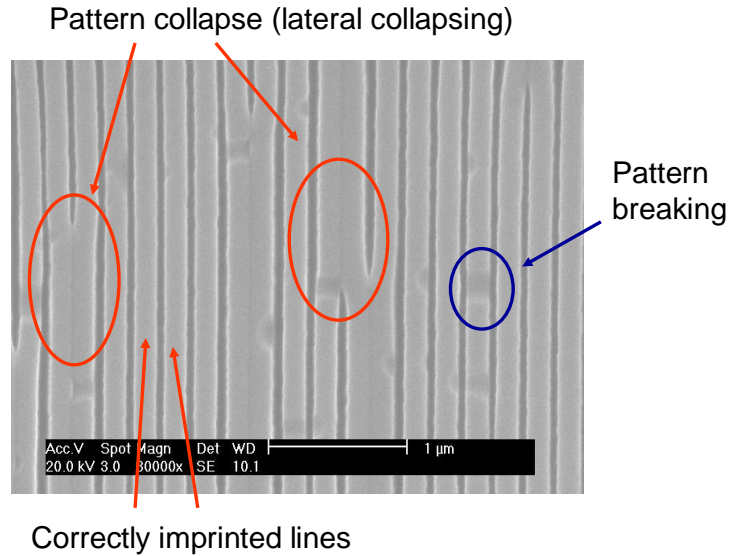 Pattern collapse (lateral collapsing)
Pattern
breaking
Acc.V Spot Magn Det WD 1 µm
20.0 kV 3.0 30000x SE 10.1
Correctly imprinted lines